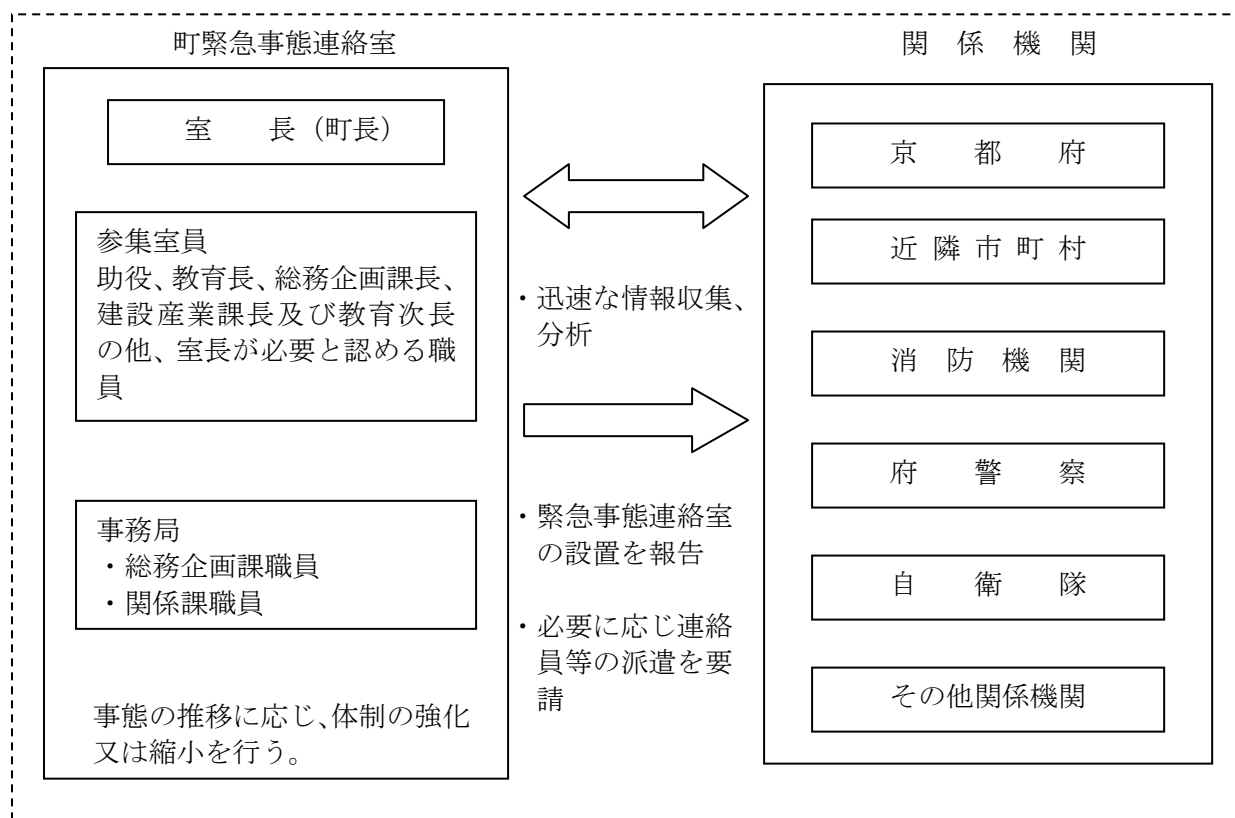 町緊急事態連絡室
室　　長（町長）
参集室員
助役、教育長、総務企画課長、
建設産業課長及び教育次長
の他、室長が必要と認める職
員
事務局
・総務企画課職員
・関係課職員
事態の推移に応じ、体制の強化
又は縮小を行う。
・迅速な情報収集、
分析
・緊急事態連絡室
の設置を報告
・必要に応じ連絡
員等の派遣を要
請
関　係　機　関
京　都　府
近 隣 市 町 村
消　防　機　関
府　警　察
自　衛　隊
その他関係機関